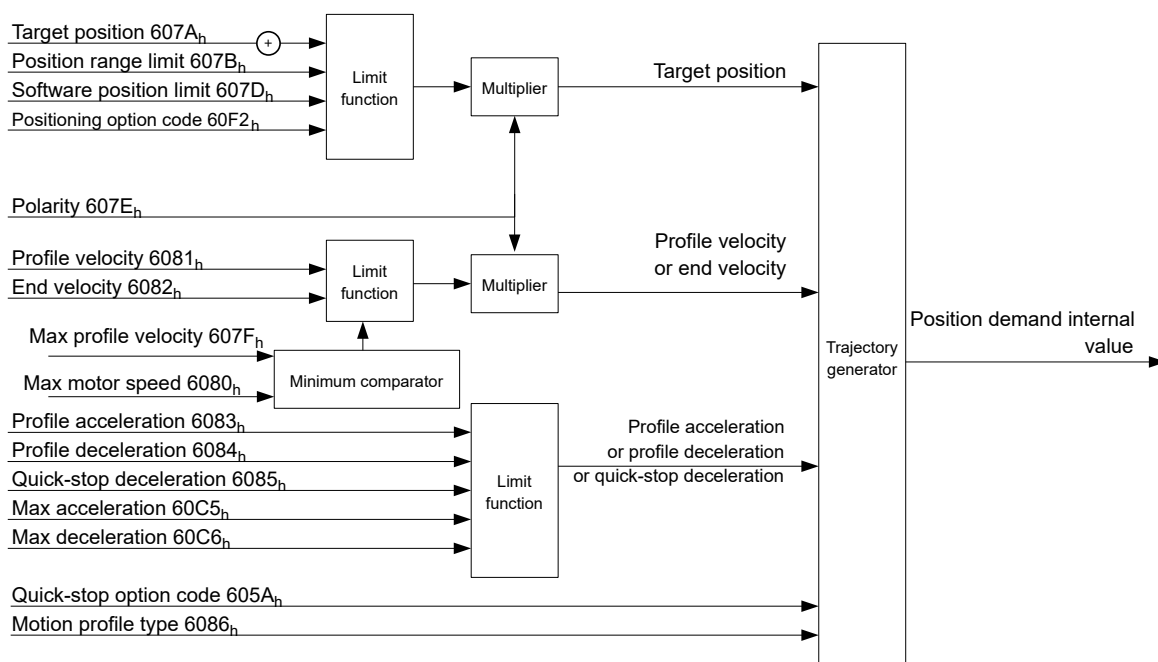 Target position 607Ah
+
Position range limit 607Bh
Software position limit 607Dh
Positioning option code 60F2h
Limit
function
Multiplier
Target position
Polarity 607Eh
Profile velocity 6081h
End velocity 6082h
Limit
function
Multiplier
Profile velocity
or end velocity
Max profile velocity 607Fh
Max motor speed 6080h
Minimum comparator
Trajectory
generator
Position demand internal
value
Profile acceleration 6083h
Profile deceleration 6084h
Quick-stop deceleration 6085h
Max acceleration 60C5h
Max deceleration 60C6h
Limit
function
Profile acceleration
or profile deceleration
or quick-stop deceleration
Quick-stop option code 605Ah
Motion profile type 6086h